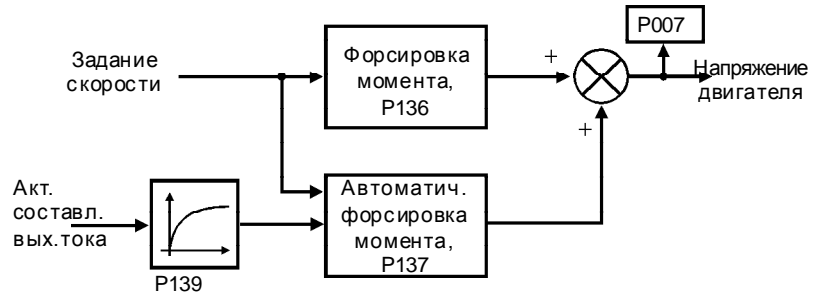 P007
Задание
скорости
Форсировка
момента,
P136
+
Напряжение
двигателя
+
Акт.
составл.
вых.тока
P139
Автоматич.
форсировка
момента,
P137